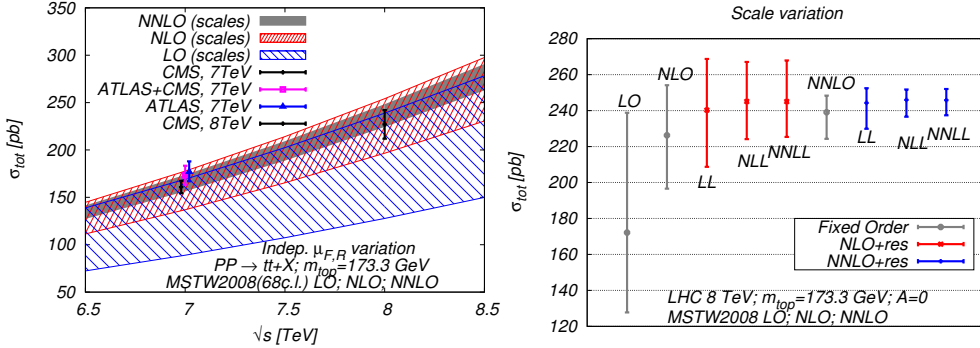 350
300
250
200
150
100
50
σtot [pb]
NNLO (scales)
NLO (scales)
LO (scales)
CMS, 7TeV
ATLAS+CMS, 7TeV
ATLAS, 7TeV
CMS, 8TeV
Indep. μF,R variation
PP → tt+X; mtop=173.3 GeV
MSTW2008(68c.l.) LO; NLO; NNLO
6.5 7 7.5 8 8.5
√s [TeV]
Scale variation
280
260
240
220
200
180
160
140
120
σtot [pb]
LO
NLO
LL
NLL
NNLL
NNLO
LL
NLL
NNLL
Fixed Order
NLO+res
NNLO+res
LHC 8 TeV; mtop=173.3 GeV; A=0
MSTW2008 LO; NLO; NNLO